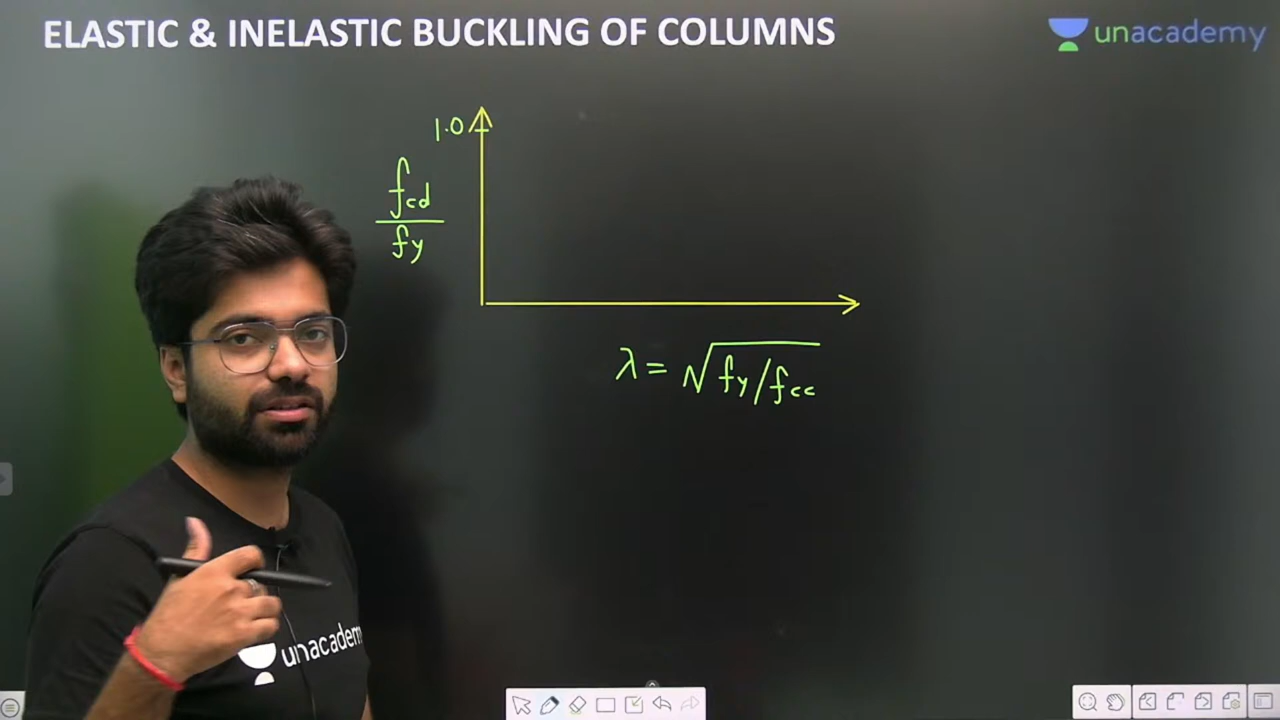 ELASTIC & INELASTIC BUCKLING OF COLUMNS
unacademy
1.0
fcd
fy
λ = √fy/fcc
unacademy